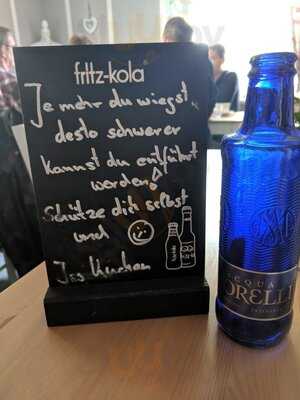 fritz-kola
Je mehr du wiegst,
desto schwerer
kannst du entführt
werden!
Schütze dich selbst
und
Iss Kuchen
ACQUA
MORELLI